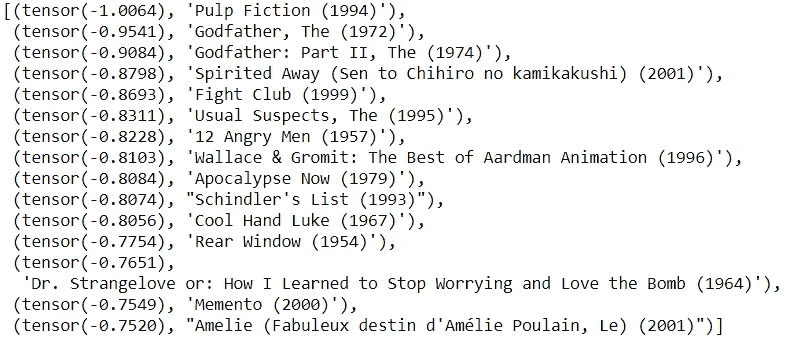 [(tensor(-1.0064), 'Pulp Fiction (1994)'),
(tensor(-0.9541), 'Godfather, The (1972)'),
(tensor(-0.9084), 'Godfather: Part II, The (1974)'),
(tensor(-0.8798), 'Spirited Away (Sen to Chihiro no kamikakushi) (2001)'),
(tensor(-0.8693), 'Fight Club (1999)'),
(tensor(-0.8311), 'Usual Suspects, The (1995)'),
(tensor(-0.8228), '12 Angry Men (1957)'),
(tensor(-0.8103), 'Wallace & Gromit: The Best of Aardman Animation (1996)'),
(tensor(-0.8084), 'Apocalypse Now (1979)'),
(tensor(-0.8074), "Schindler's List (1993)"),
(tensor(-0.8056), 'Cool Hand Luke (1967)'),
(tensor(-0.7754), 'Rear Window (1954)'),
(tensor(-0.7651),
'Dr. Strangelove or: How I Learned to Stop Worrying and Love the Bomb (1964)'),
(tensor(-0.7549), 'Memento (2000)'),
(tensor(-0.7520), "Amelie (Fabuleux destin d'Amélie Poulain, Le) (2001)")]